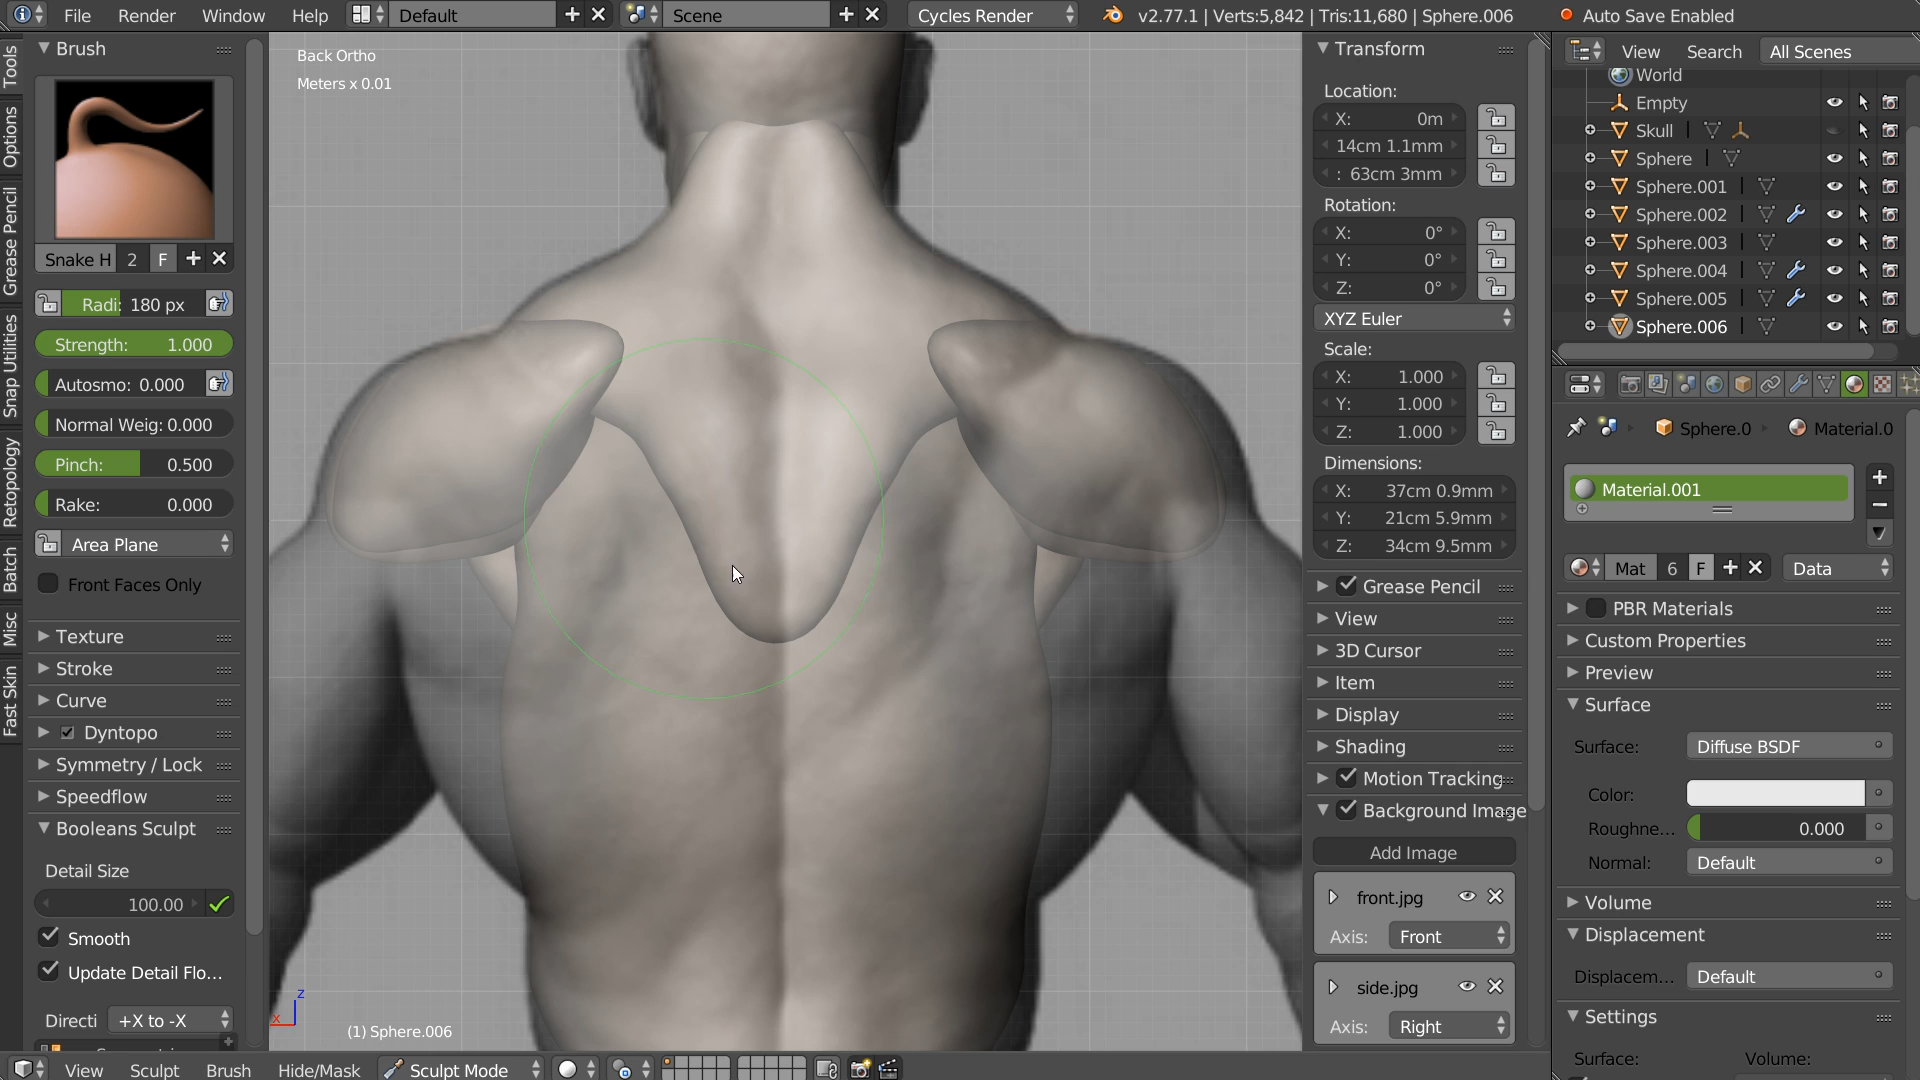 File Render Window Help Default Scene Cycles Render v2.77.1 | Verts:5,842 | Tris:11,680 | Sphere.006 Auto Save Enabled
Tools
Options
Grease Pencil
Snap Utilities
Retopology
Batch
Misc
Fast Skin
Brush
Snake H 2 F
Radi: 180 px
Strength: 1.000
Autosmo: 0.000
Normal Weig: 0.000
Pinch: 0.500
Rake: 0.000
Area Plane
Front Faces Only
Texture
Stroke
Curve
Dyntopo
Symmetry / Lock
Speedflow
Booleans Sculpt
Detail Size
100.00
Smooth
Update Detail Flo...
Directi +X to -X
Back Ortho
Meters x 0.01
z
x
(1) Sphere.006
View Sculpt Brush Hide/Mask Sculpt Mode
Transform
Location:
X: 0m
14cm 1.1mm
: 63cm 3mm
Rotation:
X: 0°
Y: 0°
Z: 0°
XYZ Euler
Scale:
X: 1.000
Y: 1.000
Z: 1.000
Dimensions:
X: 37cm 0.9mm
Y: 21cm 5.9mm
Z: 34cm 9.5mm
Grease Pencil
View
3D Cursor
Item
Display
Shading
Motion Tracking
Background Image
Add Image
front.jpg
Axis: Front
side.jpg
Axis: Right
View Search All Scenes
World
Empty
Skull
Sphere
Sphere.001
Sphere.002
Sphere.003
Sphere.004
Sphere.005
Sphere.006
Sphere.0 Material.0
Material.001
Mat 6 F Data
PBR Materials
Custom Properties
Preview
Surface
Surface: Diffuse BSDF
Color:
Roughne... 0.000
Normal: Default
Volume
Displacement
Displacem... Default
Settings
Surface: Volume: